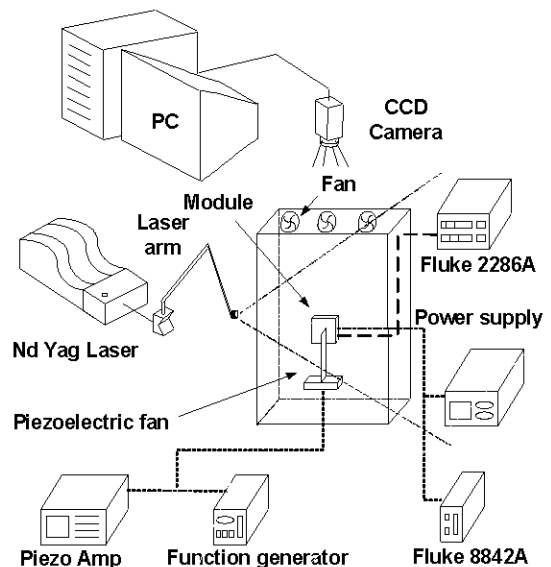 PC
CCD
Camera
Fan
Module
Laser
arm
Fluke 2286A
Nd Yag Laser
Power supply
Piezoelectric fan
Piezo Amp
Function generator
Fluke 8842A